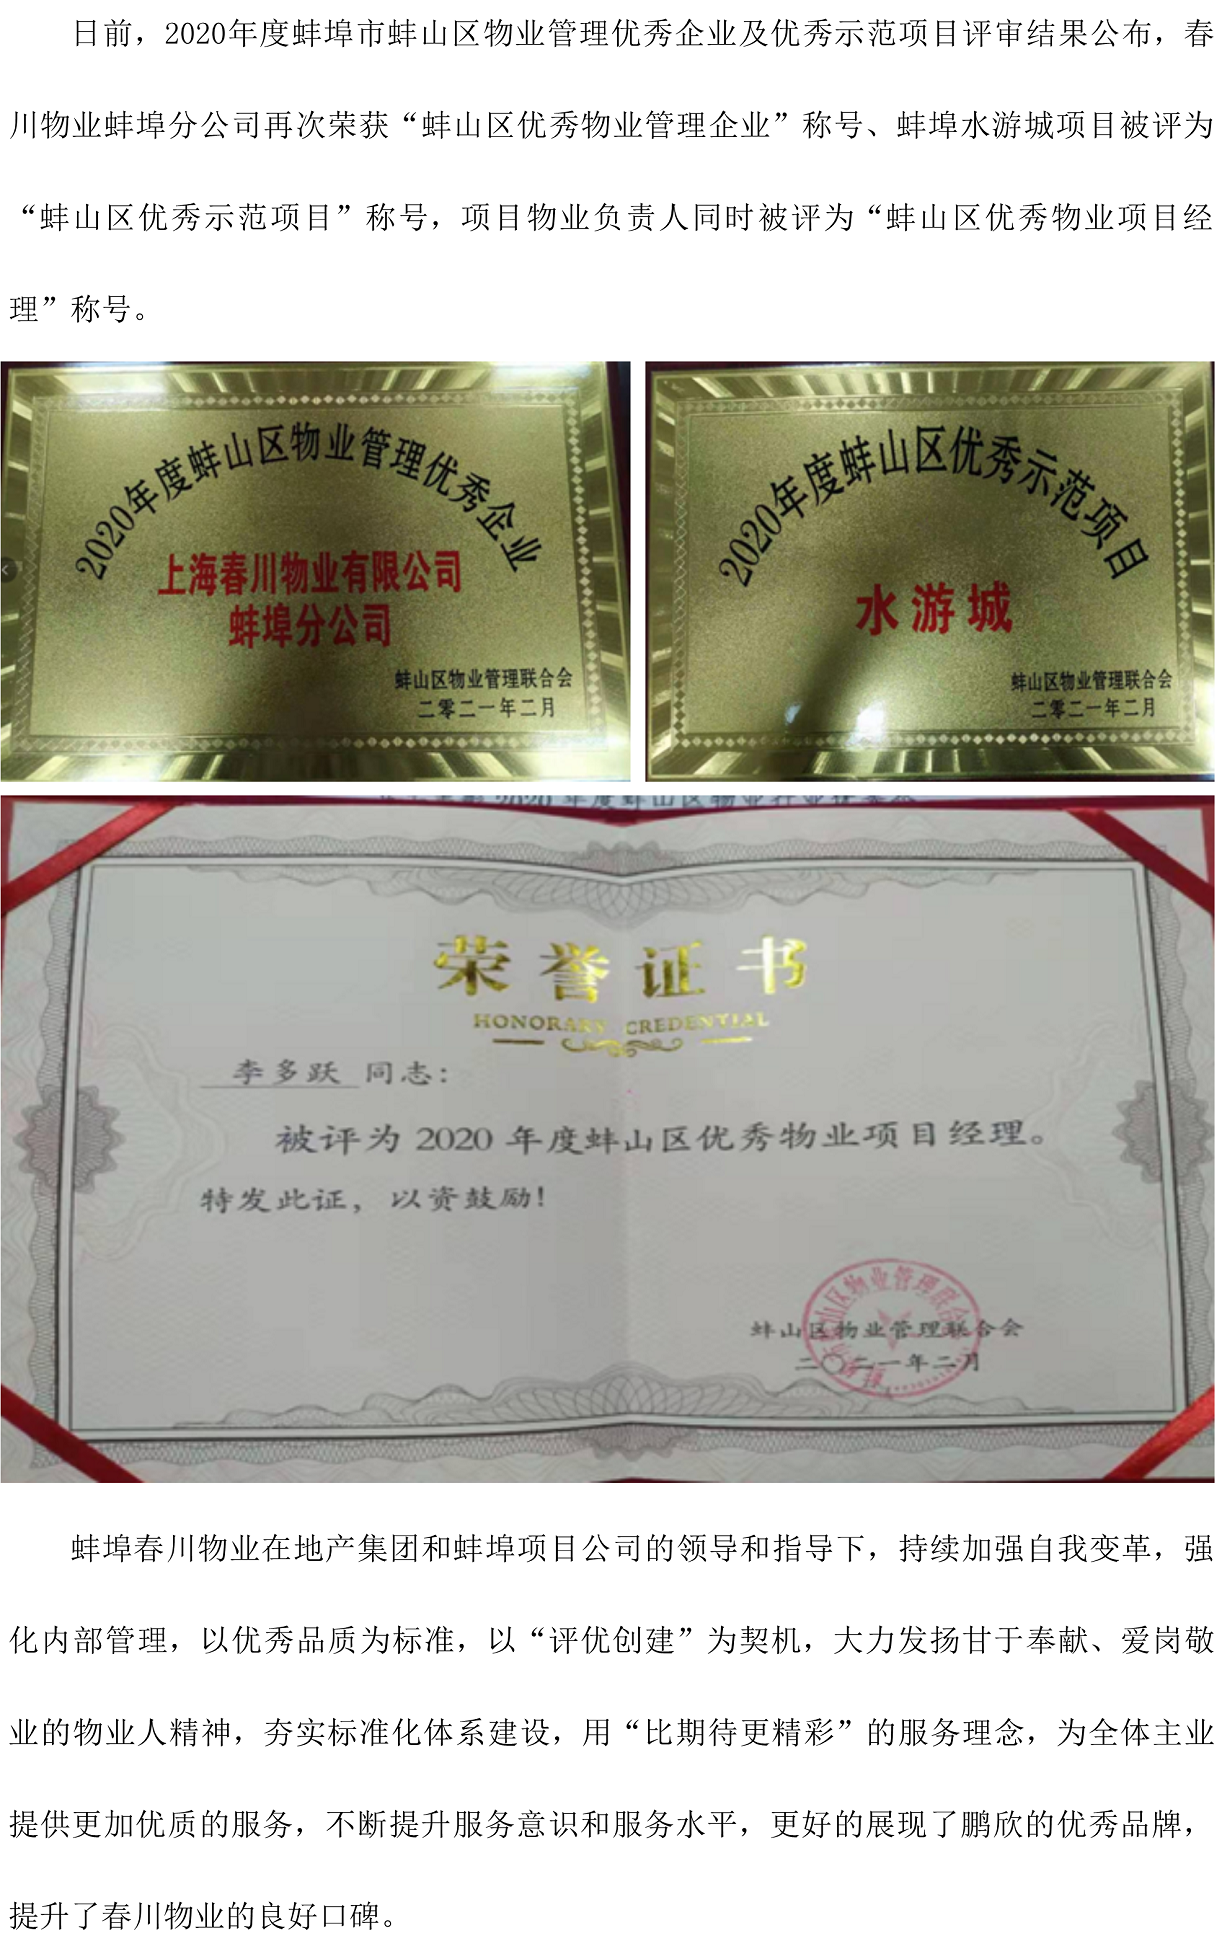 日前，2020年度蚌埠市蚌山区物业管理优秀企业及优秀示范项目评审结果公布，春
川物业蚌埠分公司再次荣获“蚌山区优秀物业管理企业”称号、蚌埠水游城项目被评为
“蚌山区优秀示范项目”称号，项目物业负责人同时被评为“蚌山区优秀物业项目经
理”称号。
2020年度蚌山区物业管理优秀企业
上海春川物业有限公司
蚌埠分公司
蚌山区物业管理联合会
二零二一年二月
2020年度蚌山区优秀示范项目
水游城
蚌山区物业管理联合会
二零二一年二月
2020年度蚌山区物业行业优秀
荣誉证书
HONORARY CREDENTIAL
李多跃 同志：
被评为2020年度蚌山区优秀物业项目经理。
特发此证，以资鼓励！
蚌山区物业管理联合会
二〇二一年二月
蚌埠春川物业在地产集团和蚌埠项目公司的领导和指导下，持续加强自我变革，强
化内部管理，以优秀品质为标准，以“评优创建”为契机，大力发扬甘于奉献、爱岗敬
业的物业人精神，夯实标准化体系建设，用“比期待更精彩”的服务理念，为全体主业
提供更加优质的服务，不断提升服务意识和服务水平，更好的展现了鹏欣的优秀品牌，
提升了春川物业的良好口碑。